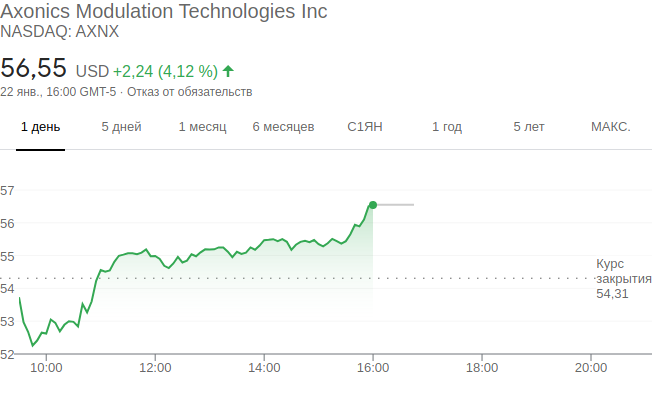 Axonics Modulation Technologies Inc
NASDAQ: AXNX
56,55 USD +2,24 (4,12 %)
22 янв., 16:00 GMT-5 · Отказ от обязательств
1 день 5 дней 1 месяц 6 месяцев С1ЯН 1 год 5 лет МАКС.
57
56
55
Курс
закрытия
54,31
54
53
52
10:00 12:00 14:00 16:00 18:00 20:00